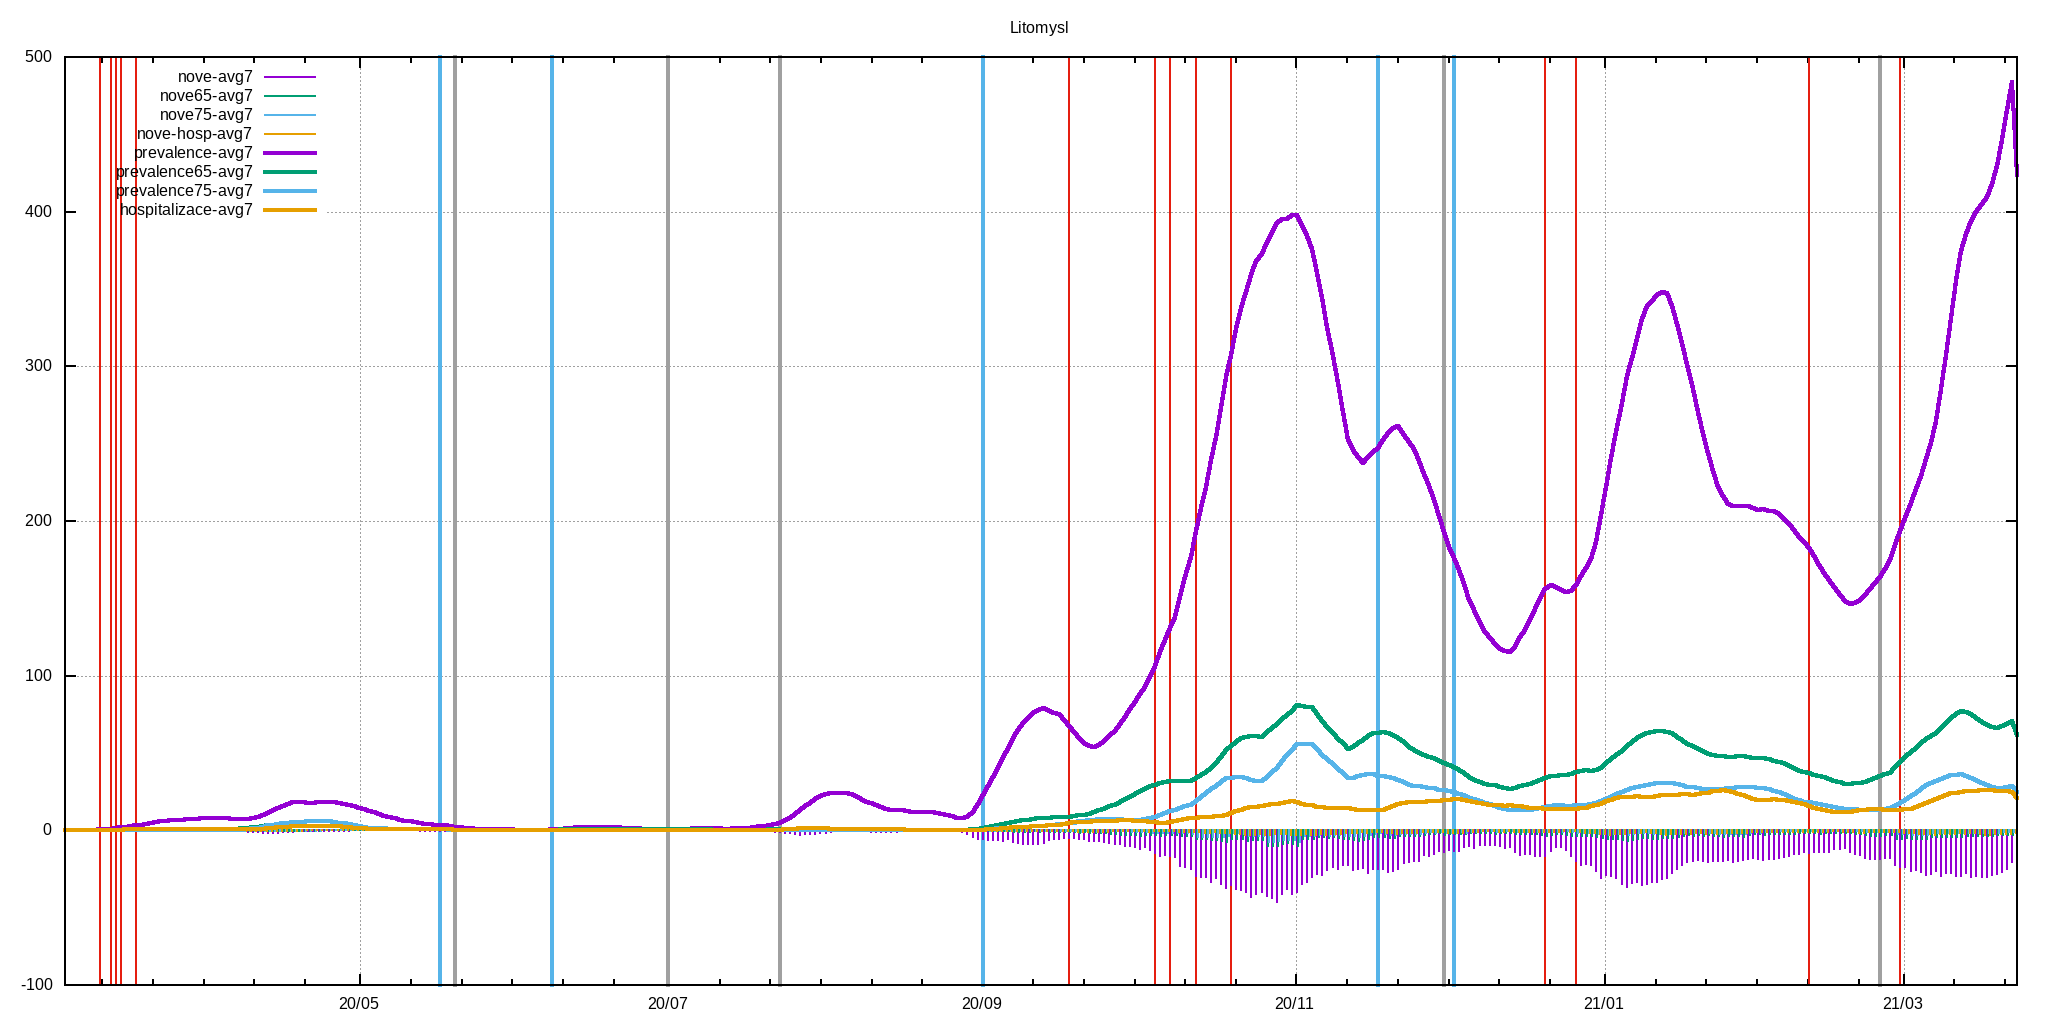 Litomysl
500
nove-avg7
nove65-avg7
nove75-avg7
nove-hosp-avg7
prevalence-avg7
prevalence65-avg7
prevalence75-avg7
hospitalizace-avg7
400
300
200
100
0
-100
20/05 20/07 20/09 20/11 21/01 21/03